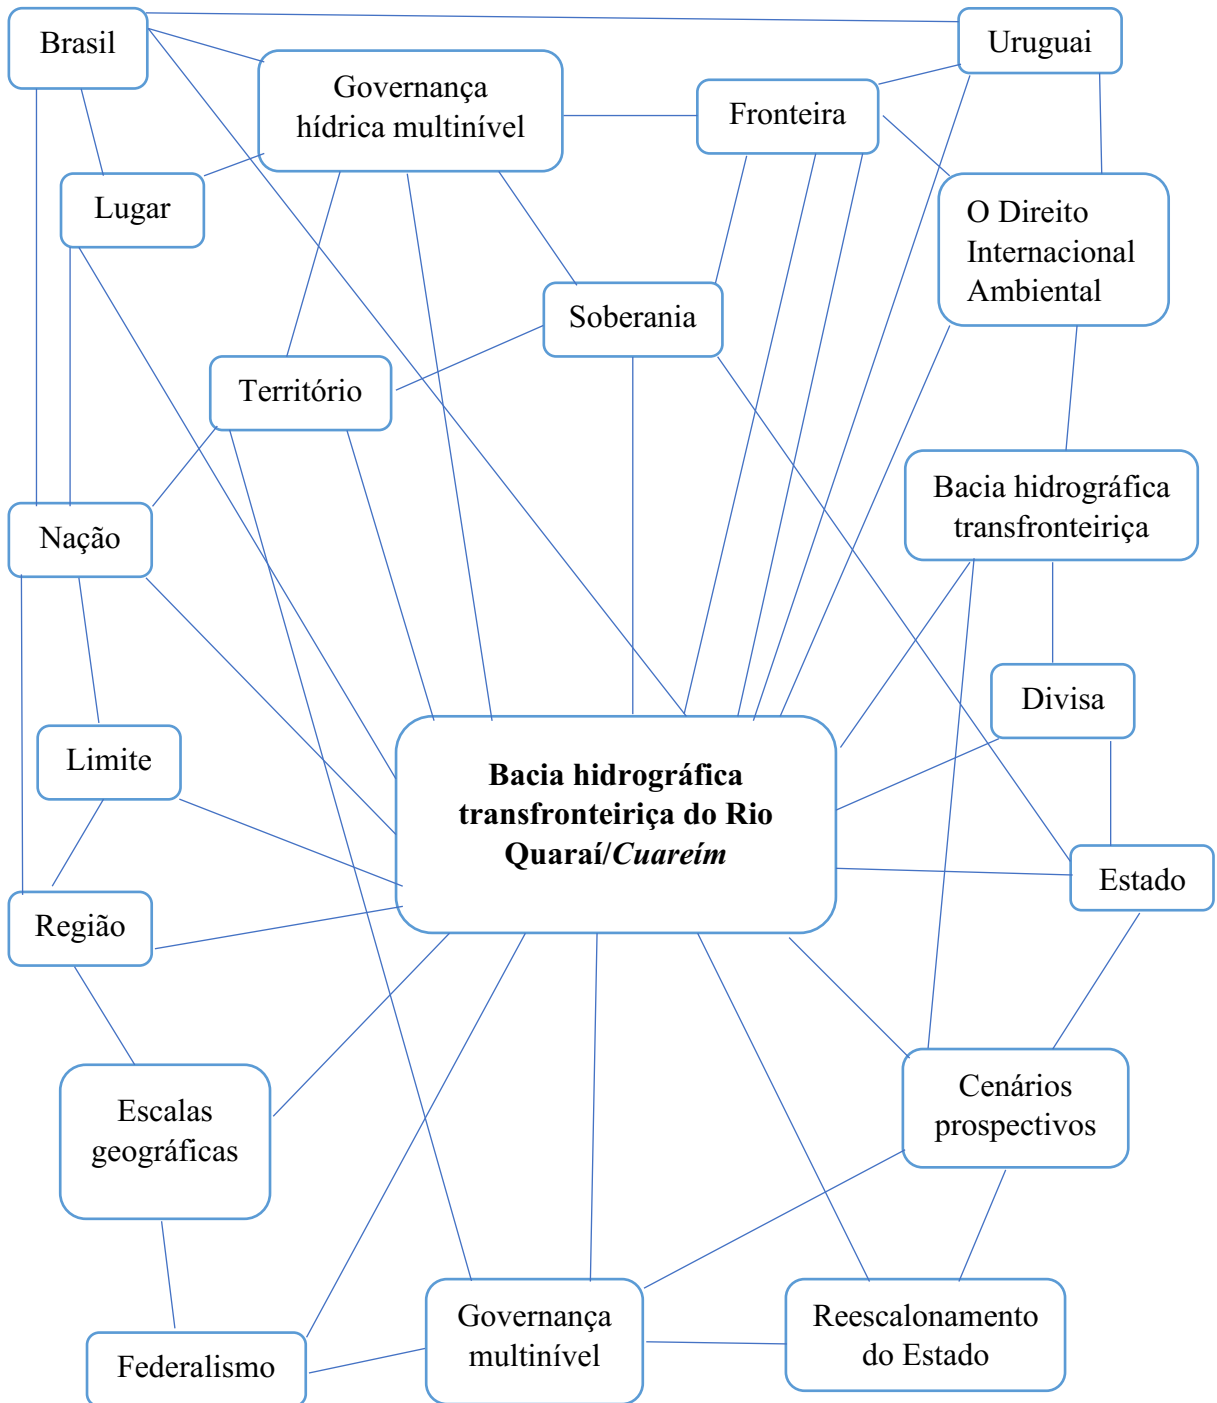 Brasil
Uruguai
Governança
hídrica multinível
Fronteira
Lugar
O Direito
Internacional
Ambiental
Soberania
Território
Bacia hidrográfica
transfronteiriça
Nação
Divisa
Limite
Bacia hidrográfica
transfronteiriça do Rio
Quaraí/Cuareím
Estado
Região
Escalas
geográficas
Cenários
prospectivos
Governança
multinível
Reescalonamento
do Estado
Federalismo